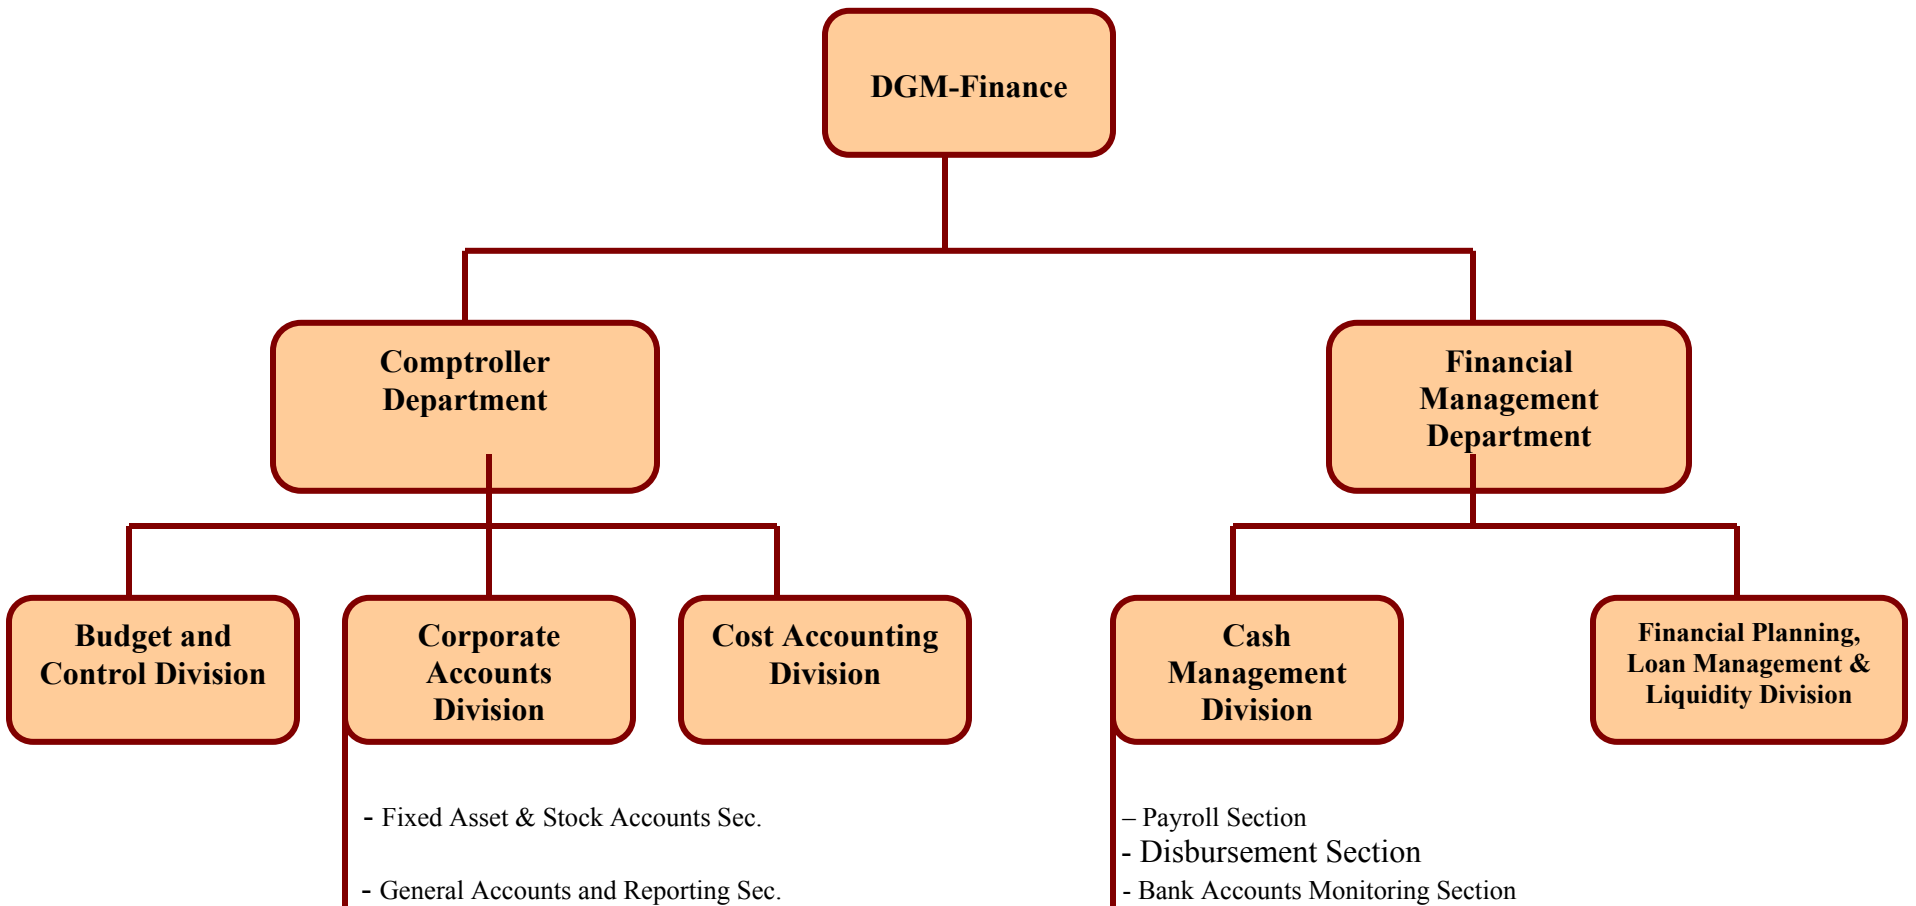 DGM-Finance
Comptroller
Department
Financial
Management
Department
Budget and
Control Division
Corporate
Accounts
Division
Cost Accounting
Division
Cash
Management
Division
Financial Planning,
Loan Management &
Liquidity Division
- Fixed Asset & Stock Accounts Sec.
- General Accounts and Reporting Sec.
– Payroll Section
- Disbursement Section
- Bank Accounts Monitoring Section